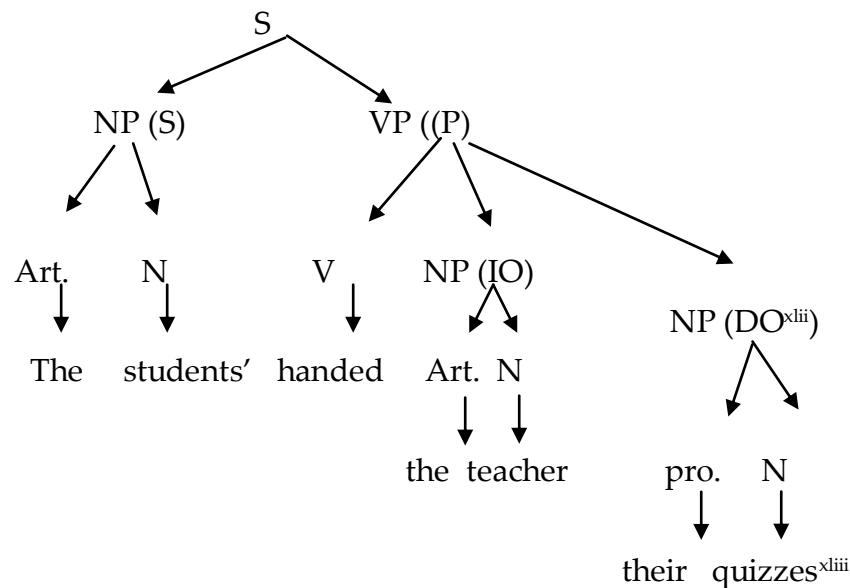 S
NP (S) VP ((P)
Art. N V NP (IO)
NP (DOxlii)
The students’ handed Art. N
the teacher pro. N
their quizzesxliii